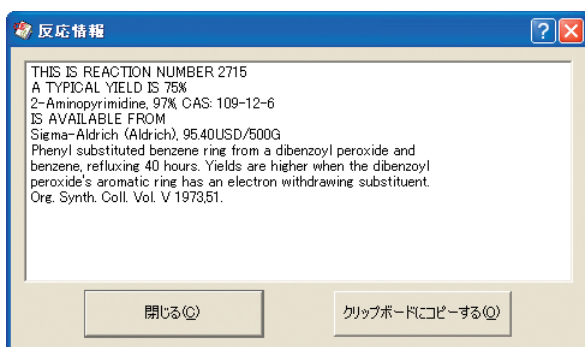 反応情報
THIS IS REACTION NUMBER 2715
A TYPICAL YIELD IS 75%
2-Aminopyrimidine, 97%, CAS: 109-12-6
IS AVAILABLE FROM
Sigma-Aldrich (Aldrich), 95.40USD/500G
Phenyl substituted benzene ring from a dibenzoyl peroxide and
benzene, refluxing 40 hours. Yields are higher when the dibenzoyl
peroxide's aromatic ring has an electron withdrawing substituent.
Org. Synth. Coll. Vol. V 1973,51.
閉じる(C) クリップボードにコピーする(O)